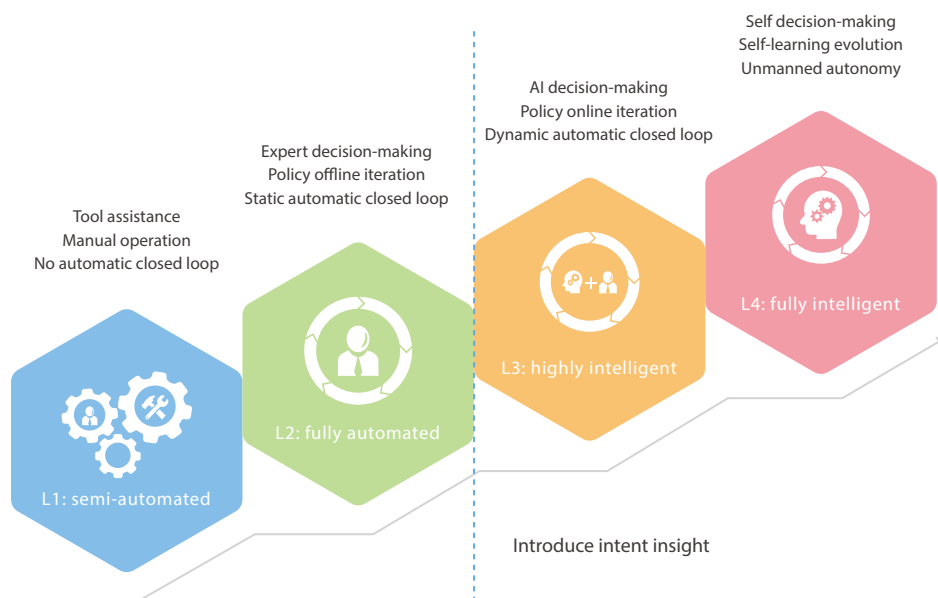 Tool assistance
Manual operation
No automatic closed loop
L1: semi-automated
Expert decision-making
Policy offline iteration
Static automatic closed loop
L2: fully automated
AI decision-making
Policy online iteration
Dynamic automatic closed loop
L3: highly intelligent
Self decision-making
Self-learning evolution
Unmanned autonomy
L4: fully intelligent
Introduce intent insight